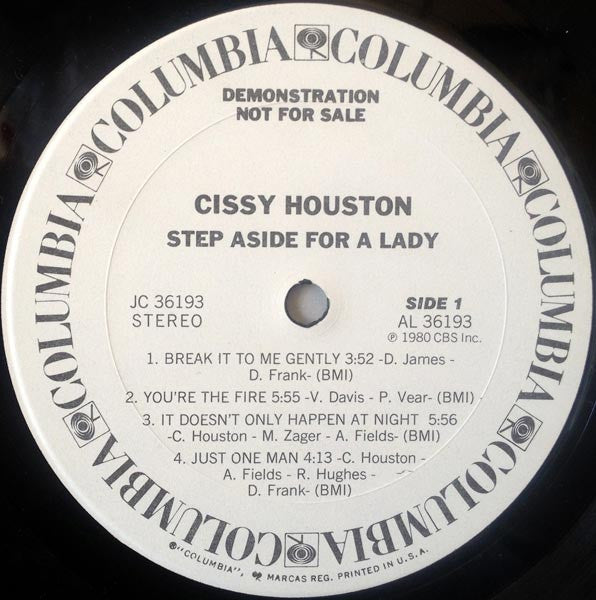 COLUMBIA COLUMBIA COLUMBIA COLUMBIA COLUMBIA COLUMBIA COLUMBIA COLUMBIA
DEMONSTRATION
NOT FOR SALE
CISSY HOUSTON
STEP ASIDE FOR A LADY
JC 36193
STEREO
SIDE 1
AL 36193
℗ 1980 CBS Inc.
1. BREAK IT TO ME GENTLY 3:52 -D. James -
D. Frank- (BMI)
2. YOU'RE THE FIRE 5:55 -V. Davis - P. Vear- (BMI)
3. IT DOESN'T ONLY HAPPEN AT NIGHT 5:56
-C. Houston - M. Zager - A. Fields- (BMI)
4. JUST ONE MAN 4:13 -C. Houston -
A. Fields - R. Hughes -
D. Frank- (BMI)
®"COLUMBIA", MARCAS REG. PRINTED IN U.S.A.